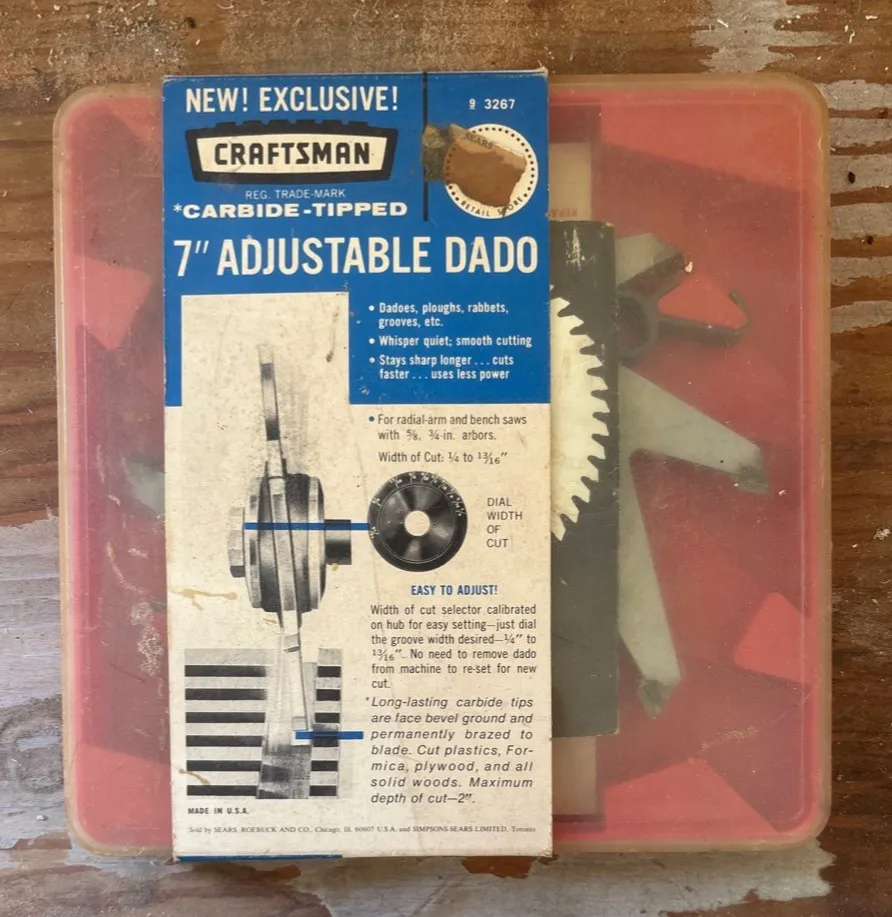 NEW! EXCLUSIVE!
9 3267
CRAFTSMAN
SEARS
RETAIL STORE
REG. TRADE-MARK
*CARBIDE-TIPPED
7" ADJUSTABLE DADO
• Dadoes, ploughs, rabbets,
grooves, etc.
• Whisper quiet; smooth cutting
• Stays sharp longer . . . cuts
faster . . . uses less power
• For radial-arm and bench saws
with ⅝, ¾-in. arbors.
Width of Cut: ¼ to 13/16"
DIAL
WIDTH
OF
CUT
EASY TO ADJUST!
Width of cut selector calibrated
on hub for easy setting—just dial
the groove width desired—¼" to
13/16". No need to remove dado
from machine to re-set for new
cut.
*Long-lasting carbide tips
are face bevel ground and
permanently brazed to
blade. Cut plastics, For-
mica, plywood, and all
solid woods. Maximum
depth of cut—2".
MADE IN U.S.A.
Sold by SEARS, ROEBUCK AND CO., Chicago, Ill. 60607 U.S.A. and SIMPSONS-SEARS LIMITED, Toronto